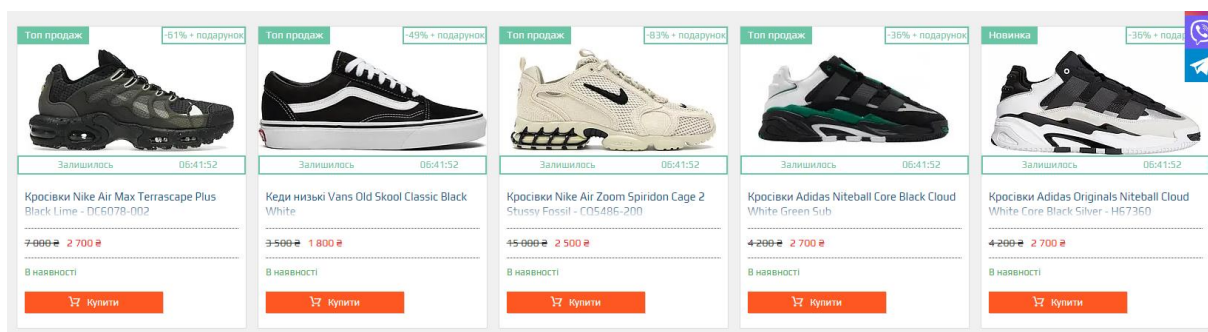 Топ продаж
-61% + подарунок
Залишилось 06:41:52
Кросівки Nike Air Max Terrascape Plus
Black Lime - DC6078-002
7 000 ₴ 2 700 ₴
В наявності
Купити
Топ продаж
-49% + подарунок
Залишилось 06:41:52
Кеди низькі Vans Old Skool Classic Black
White
3 500 ₴ 1 800 ₴
В наявності
Купити
Топ продаж
-83% + подарунок
Залишилось 06:41:52
Кросівки Nike Air Zoom Spiridon Cage 2
Stussy Fossil - CQ5486-200
15 000 ₴ 2 500 ₴
В наявності
Купити
Топ продаж
-36% + подарунок
Залишилось 06:41:52
Кросівки Adidas Niteball Core Black Cloud
White Green Sub
4 200 ₴ 2 700 ₴
В наявності
Купити
Новинка
-36% +
Залишилось 06:41:52
Кросівки Adidas Originals Niteball Cloud
White Core Black Silver - H67360
4 200 ₴ 2 700 ₴
В наявності
Купити